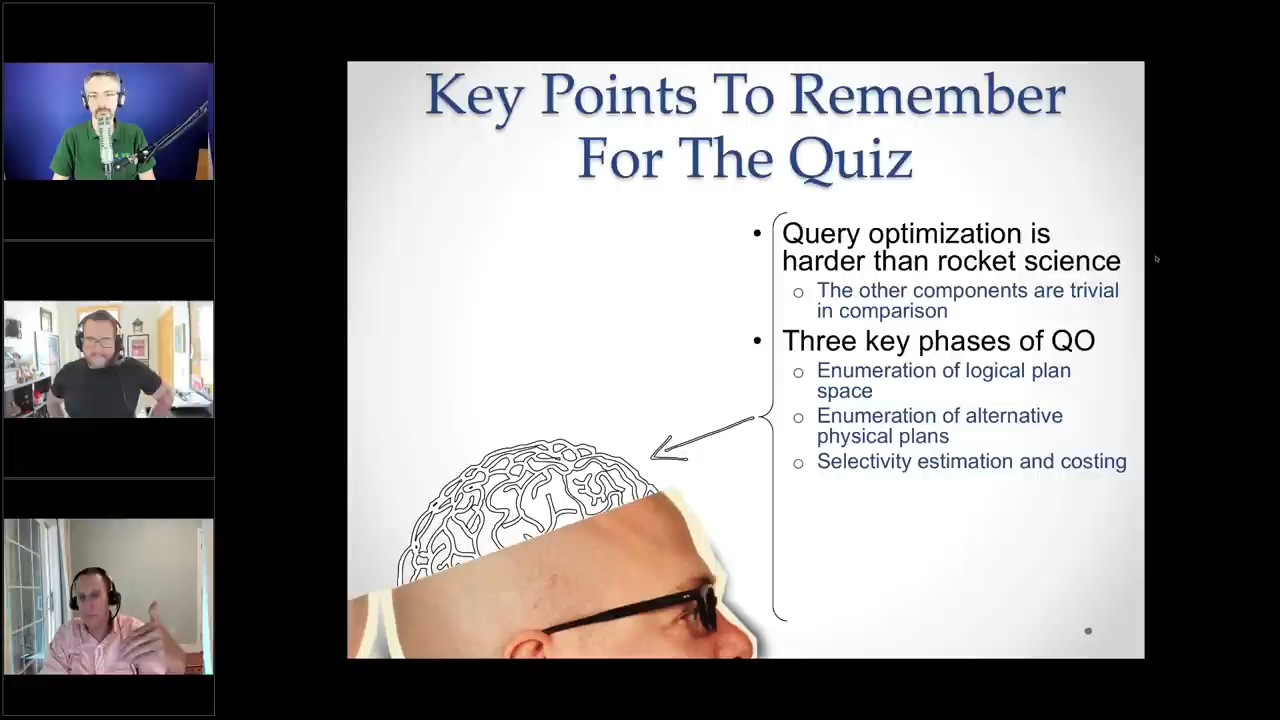 Key Points To Remember
For The Quiz
• Query optimization is
harder than rocket science
o The other components are trivial
in comparison
• Three key phases of QO
o Enumeration of logical plan
space
o Enumeration of alternative
physical plans
o Selectivity estimation and costing